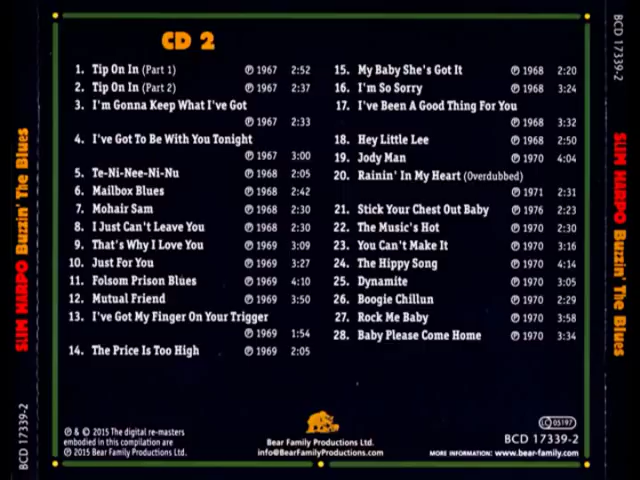 CD 2
1. Tip On In (Part 1) ℗ 1967 2:52
2. Tip On In (Part 2) ℗ 1967 2:37
3. I'm Gonna Keep What I've Got
℗ 1967 2:33
4. I've Got To Be With You Tonight
℗ 1967 3:00
5. Te-Ni-Nee-Ni-Nu ℗ 1968 2:05
6. Mailbox Blues ℗ 1968 2:42
7. Mohair Sam ℗ 1968 2:30
8. I Just Can't Leave You ℗ 1968 2:30
9. That's Why I Love You ℗ 1969 3:09
10. Just For You ℗ 1969 3:27
11. Folsom Prison Blues ℗ 1969 4:10
12. Mutual Friend ℗ 1969 3:50
13. I've Got My Finger On Your Trigger
℗ 1969 1:54
14. The Price Is Too High ℗ 1969 2:05
15. My Baby She's Got It ℗ 1968 2:20
16. I'm So Sorry ℗ 1968 3:24
17. I've Been A Good Thing For You
℗ 1968 3:32
18. Hey Little Lee ℗ 1968 2:50
19. Jody Man ℗ 1970 4:04
20. Rainin' In My Heart (Overdubbed)
℗ 1971 2:31
21. Stick Your Chest Out Baby ℗ 1976 2:23
22. The Music's Hot ℗ 1970 2:30
23. You Can't Make It ℗ 1970 3:16
24. The Hippy Song ℗ 1970 4:14
25. Dynamite ℗ 1970 3:05
26. Boogie Chillun ℗ 1970 2:29
27. Rock Me Baby ℗ 1970 3:58
28. Baby Please Come Home ℗ 1970 3:34
℗ & © 2015 The digital re-masters
embodied in this compilation are
℗ 2015 Bear Family Productions Ltd.
Bear Family Productions Ltd.
info@BearFamilyProductions.com
LC 05197
BCD 17339-2
MORE INFORMATION: www.bear-family.com
SLIM HARPO Buzzin' The Blues
BCD 17339-2
BCD 17339-2
SLIM HARPO Buzzin' The Blues